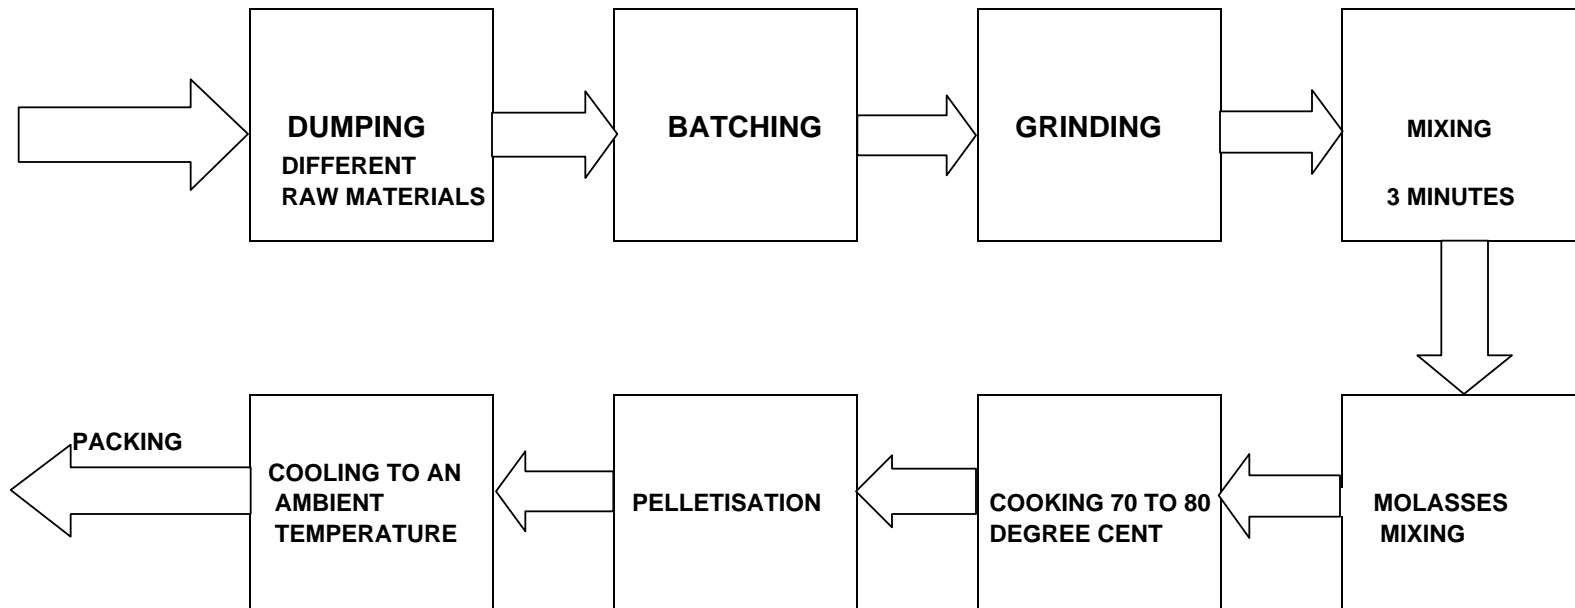 DUMPING
DIFFERENT
RAW MATERIALS
BATCHING
GRINDING
MIXING
3 MINUTES
MOLASSES
MIXING
COOKING 70 TO 80
DEGREE CENT
PELLETISATION
COOLING TO AN
AMBIENT
TEMPERATURE
PACKING